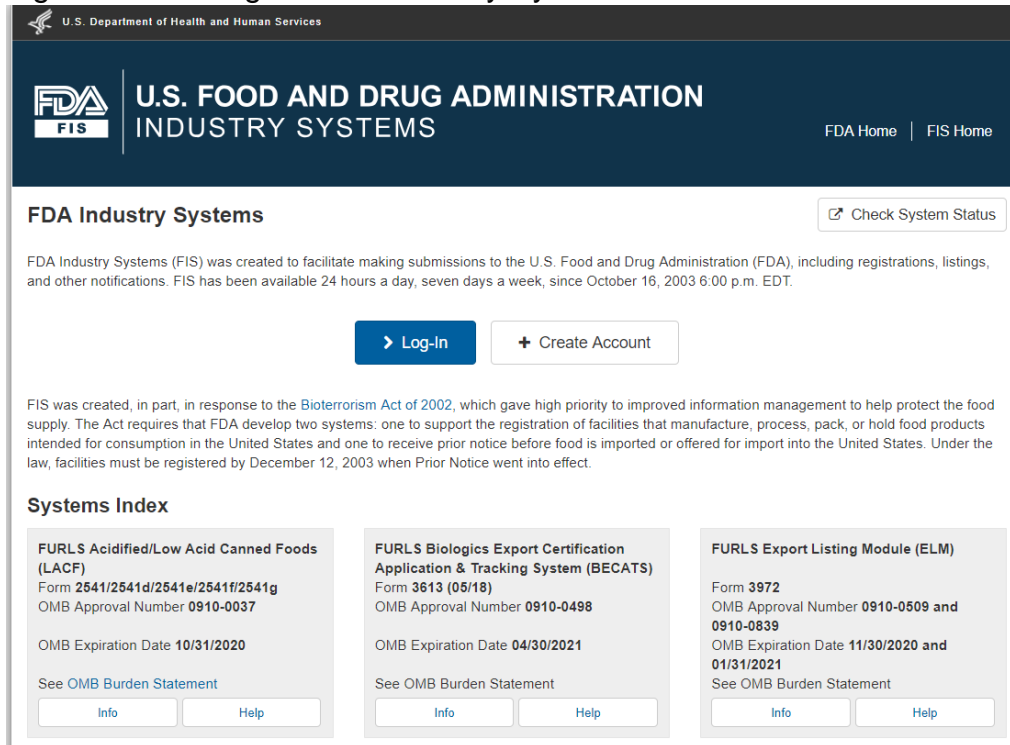 U.S. Department of Health and Human Services
FDA
FIS
U.S. FOOD AND DRUG ADMINISTRATION
INDUSTRY SYSTEMS
FDA Home | FIS Home
FDA Industry Systems
Check System Status
FDA Industry Systems (FIS) was created to facilitate making submissions to the U.S. Food and Drug Administration (FDA), including registrations, listings,
and other notifications. FIS has been available 24 hours a day, seven days a week, since October 16, 2003 6:00 p.m. EDT.
Log-In
+ Create Account
FIS was created, in part, in response to the Bioterrorism Act of 2002, which gave high priority to improved information management to help protect the food
supply. The Act requires that FDA develop two systems: one to support the registration of facilities that manufacture, process, pack, or hold food products
intended for consumption in the United States and one to receive prior notice before food is imported or offered for import into the United States. Under the
law, facilities must be registered by December 12, 2003 when Prior Notice went into effect.
Systems Index
FURLS Acidified/Low Acid Canned Foods
(LACF)
Form 2541/2541d/2541e/2541f/2541g
OMB Approval Number 0910-0037
OMB Expiration Date 10/31/2020
See OMB Burden Statement
Info
Help
FURLS Biologics Export Certification
Application & Tracking System (BECATS)
Form 3613 (05/18)
OMB Approval Number 0910-0498
OMB Expiration Date 04/30/2021
See OMB Burden Statement
Info
Help
FURLS Export Listing Module (ELM)
Form 3972
OMB Approval Number 0910-0509 and
0910-0839
OMB Expiration Date 11/30/2020 and
01/31/2021
See OMB Burden Statement
Info
Help